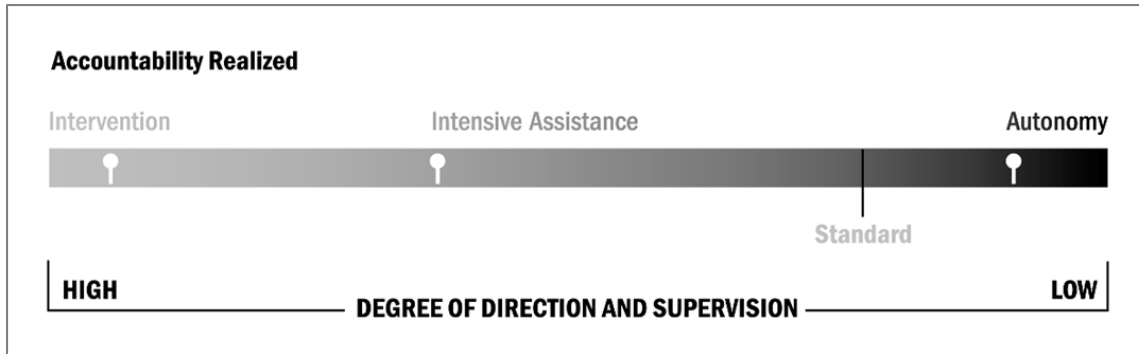 Accountability Realized
Intervention Intensive Assistance Autonomy
Standard
HIGH LOW
DEGREE OF DIRECTION AND SUPERVISION